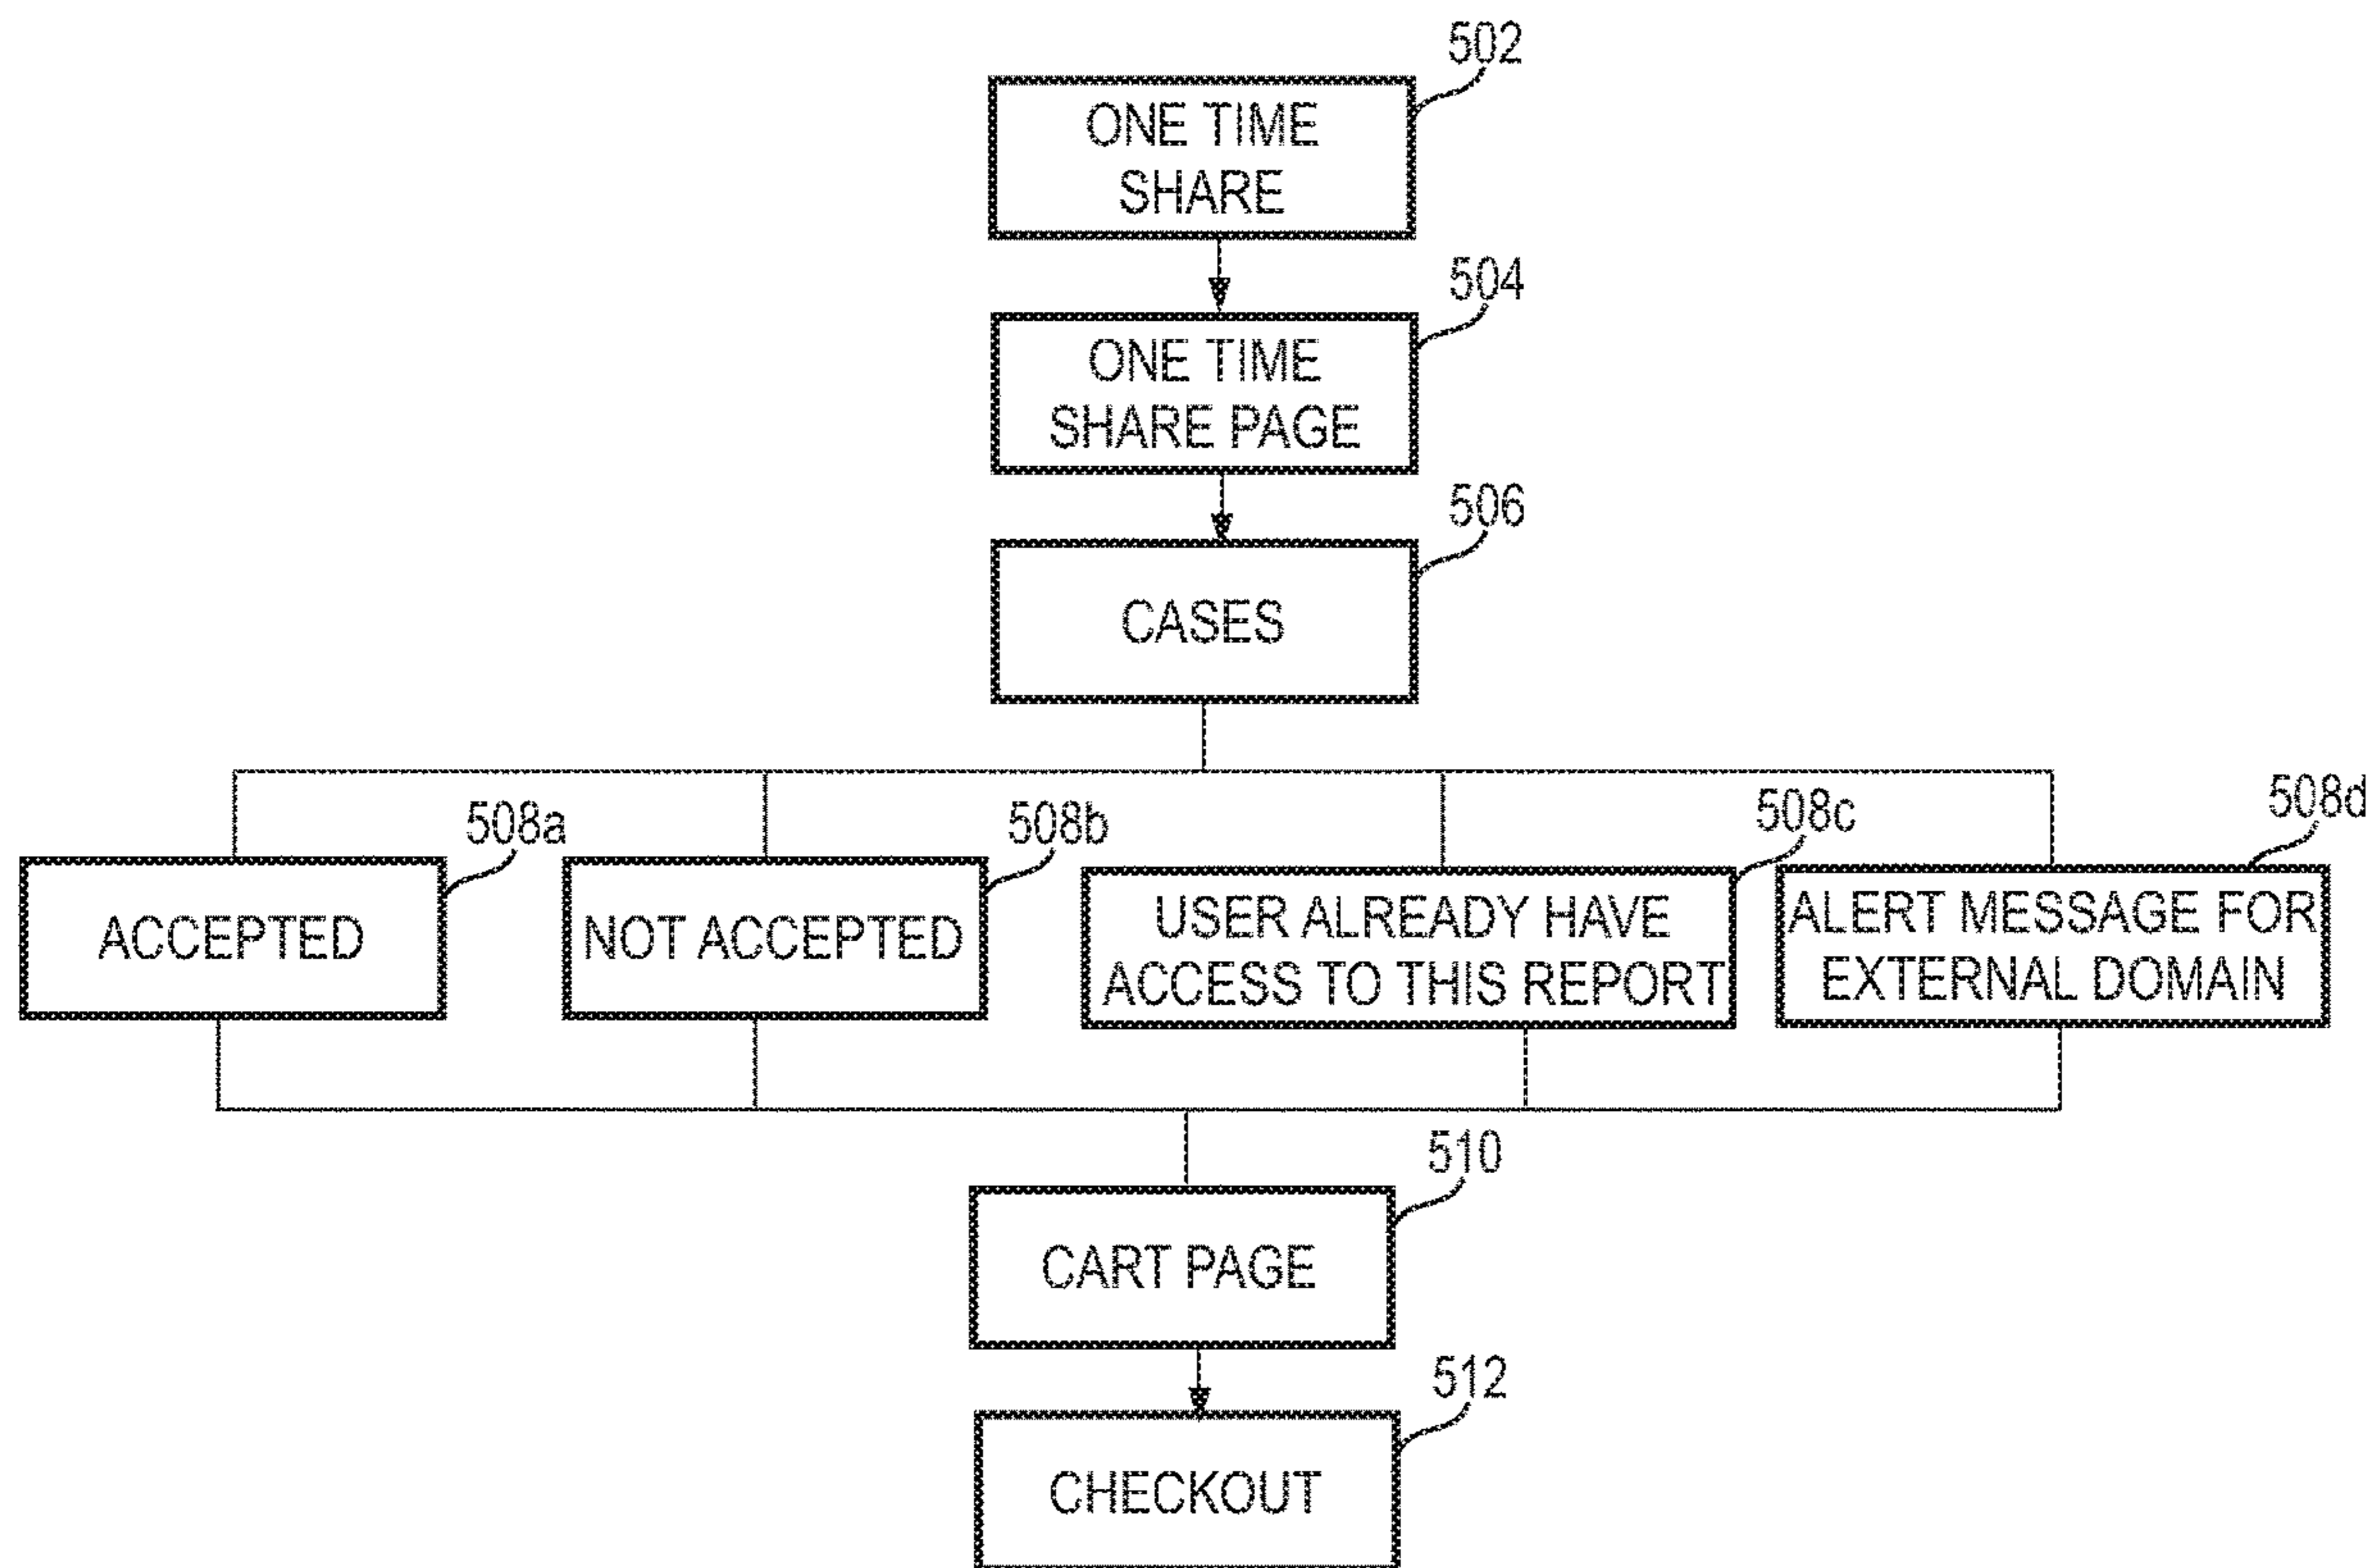 502
ONE TIME
SHARE
504
ONE TIME
SHARE PAGE
506
CASES
508a
508b
508c
508d
ACCEPTED
NOT ACCEPTED
USER ALREADY HAVE
ACCESS TO THIS REPORT
ALERT MESSAGE FOR
EXTERNAL DOMAIN
510
CART PAGE
512
CHECKOUT